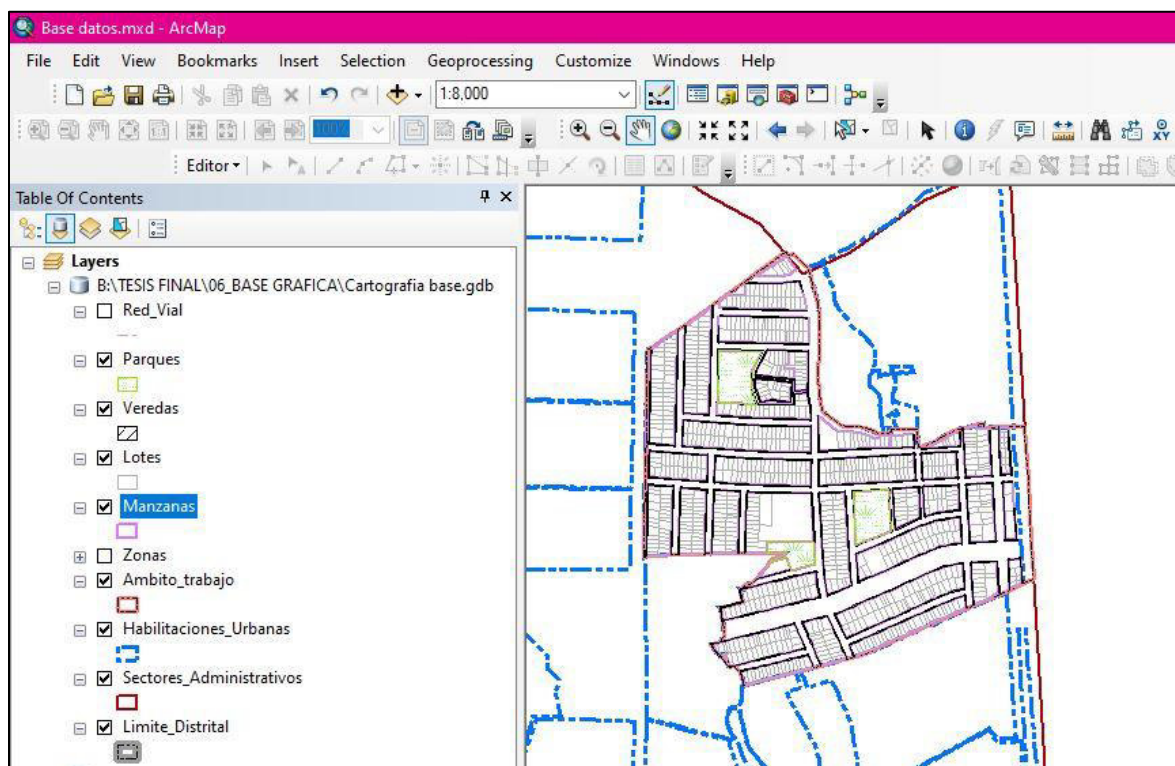 Base datos.mxd - ArcMap
File Edit View Bookmarks Insert Selection Geoprocessing Customize Windows Help
1:8,000
100%
Editor
Table Of Contents
Layers
B:\TESIS FINAL\06_BASE GRAFICA\Cartografia base.gdb
Red_Vial
Parques
Veredas
Lotes
Manzanas
Zonas
Ambito_trabajo
Habilitaciones_Urbanas
Sectores_Administrativos
Limite_Distrital
XY